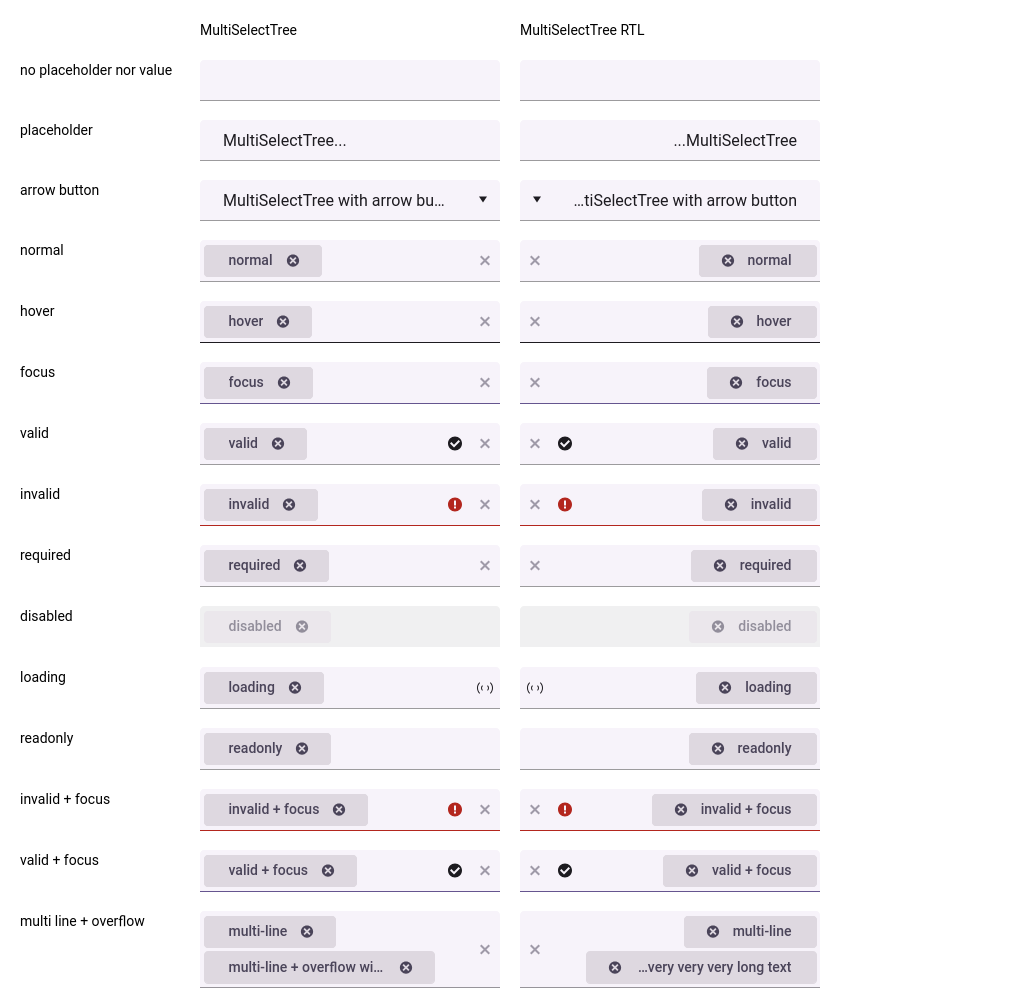 MultiSelectTree MultiSelectTree RTL
no placeholder nor value
placeholder MultiSelectTree... ...MultiSelectTree
arrow button MultiSelectTree with arrow bu... ...tiSelectTree with arrow button
normal normal normal
hover hover hover
focus focus focus
valid valid valid
invalid invalid invalid
required required required
disabled disabled disabled
loading loading loading
readonly readonly readonly
invalid + focus invalid + focus invalid + focus
valid + focus valid + focus valid + focus
multi line + overflow multi-line multi-line
multi-line + overflow wi... ...very very very long text